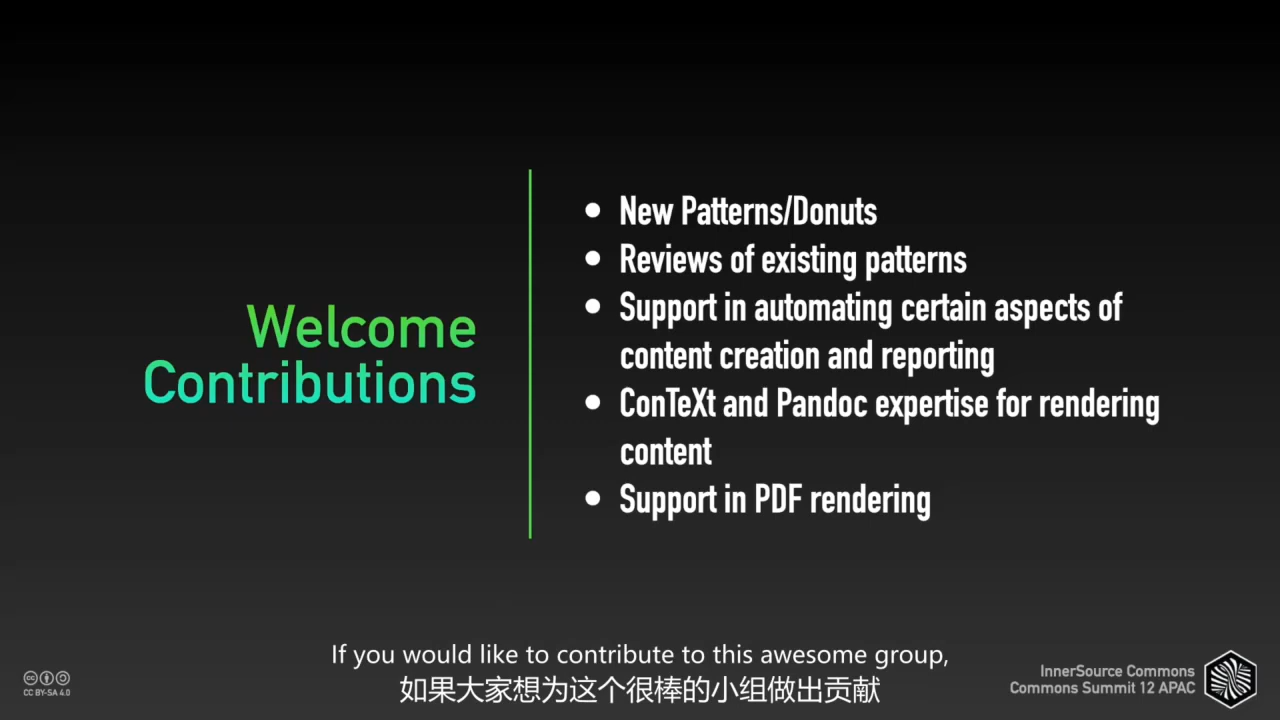 Welcome
Contributions
New Patterns/Donuts
Reviews of existing patterns
Support in automating certain aspects of
content creation and reporting
ConTeXt and Pandoc expertise for rendering
content
Support in PDF rendering
If you would like to contribute to this awesome group,
如果大家想为这个很棒的小组做出贡献
CC BY-SA 4.0
InnerSource Commons
Commons Summit 12 APAC